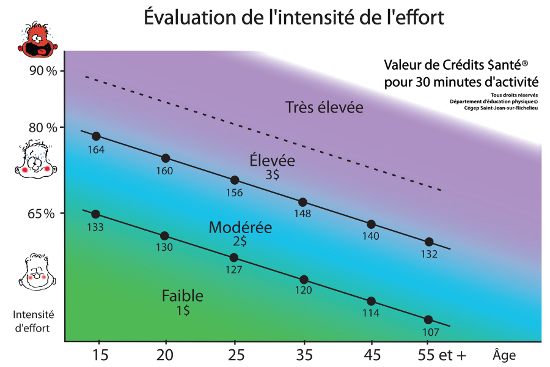 Évaluation de l'intensité de l'effort
Valeur de Crédits $anté®
pour 30 minutes d'activité
Tous droits réservés
Département d'éducation physique©
Cégep Saint-Jean-sur-Richelieu
90 %
80 %
65 %
Très élevée
Élevée
3$
Modérée
2$
Faible
1$
164
160
156
148
140
132
133
130
127
120
114
107
Intensité
d'effort
15
20
25
35
45
55 et +
Âge